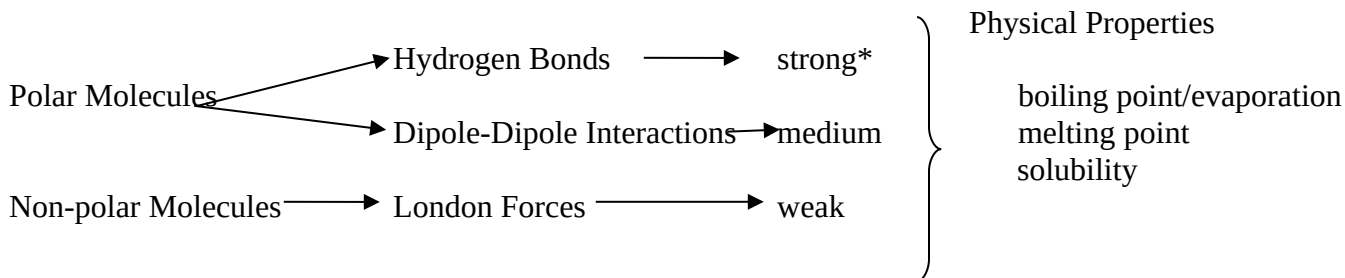 Physical Properties
Hydrogen Bonds strong*
Polar Molecules boiling point/evaporation
Dipole-Dipole Interactions medium melting point
solubility
Non-polar Molecules London Forces weak